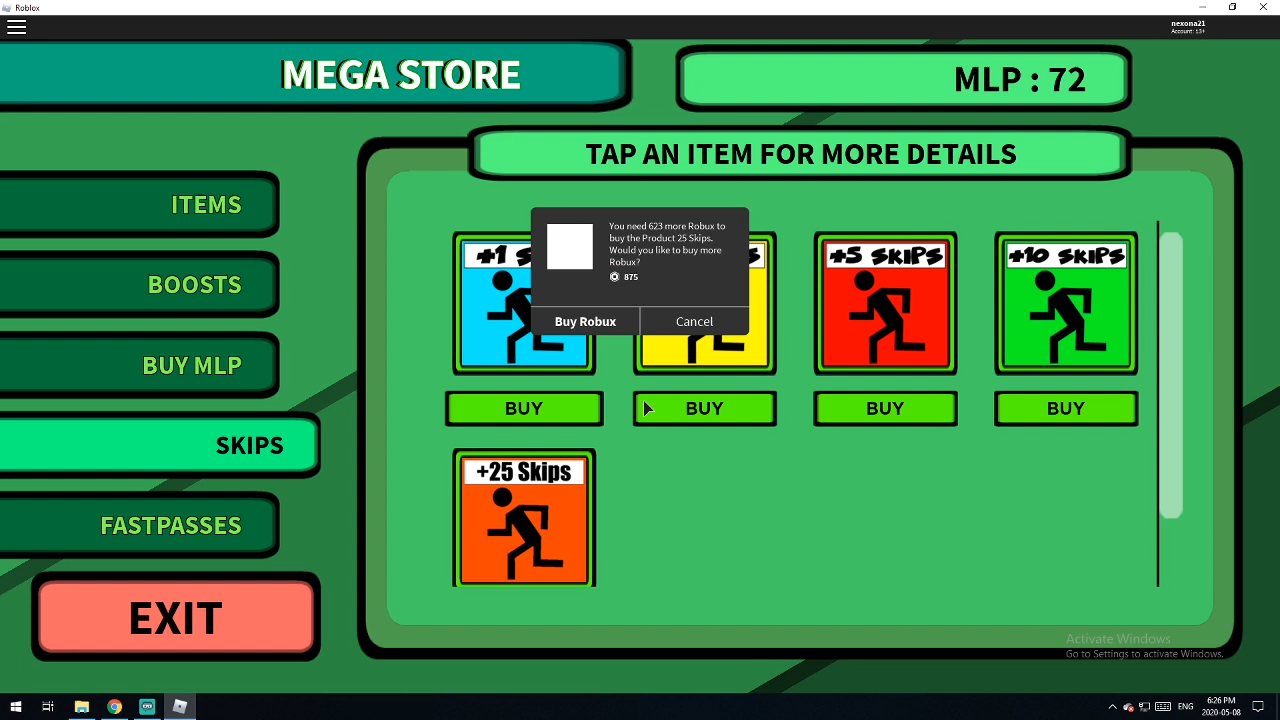 Roblox
nexona21
Account: 13+
MEGA STORE
MLP : 72
TAP AN ITEM FOR MORE DETAILS
ITEMS
BOOSTS
BUY MLP
SKIPS
FASTPASSES
EXIT
You need 623 more Robux to
buy the Product 25 Skips.
Would you like to buy more
Robux?
875
Buy Robux
Cancel
+5 SKIPS
+10 SKIPS
BUY
BUY
BUY
BUY
+25 Skips
Activate Windows
Go to Settings to activate Windows.
ENG
6:26 PM
2020-05-08